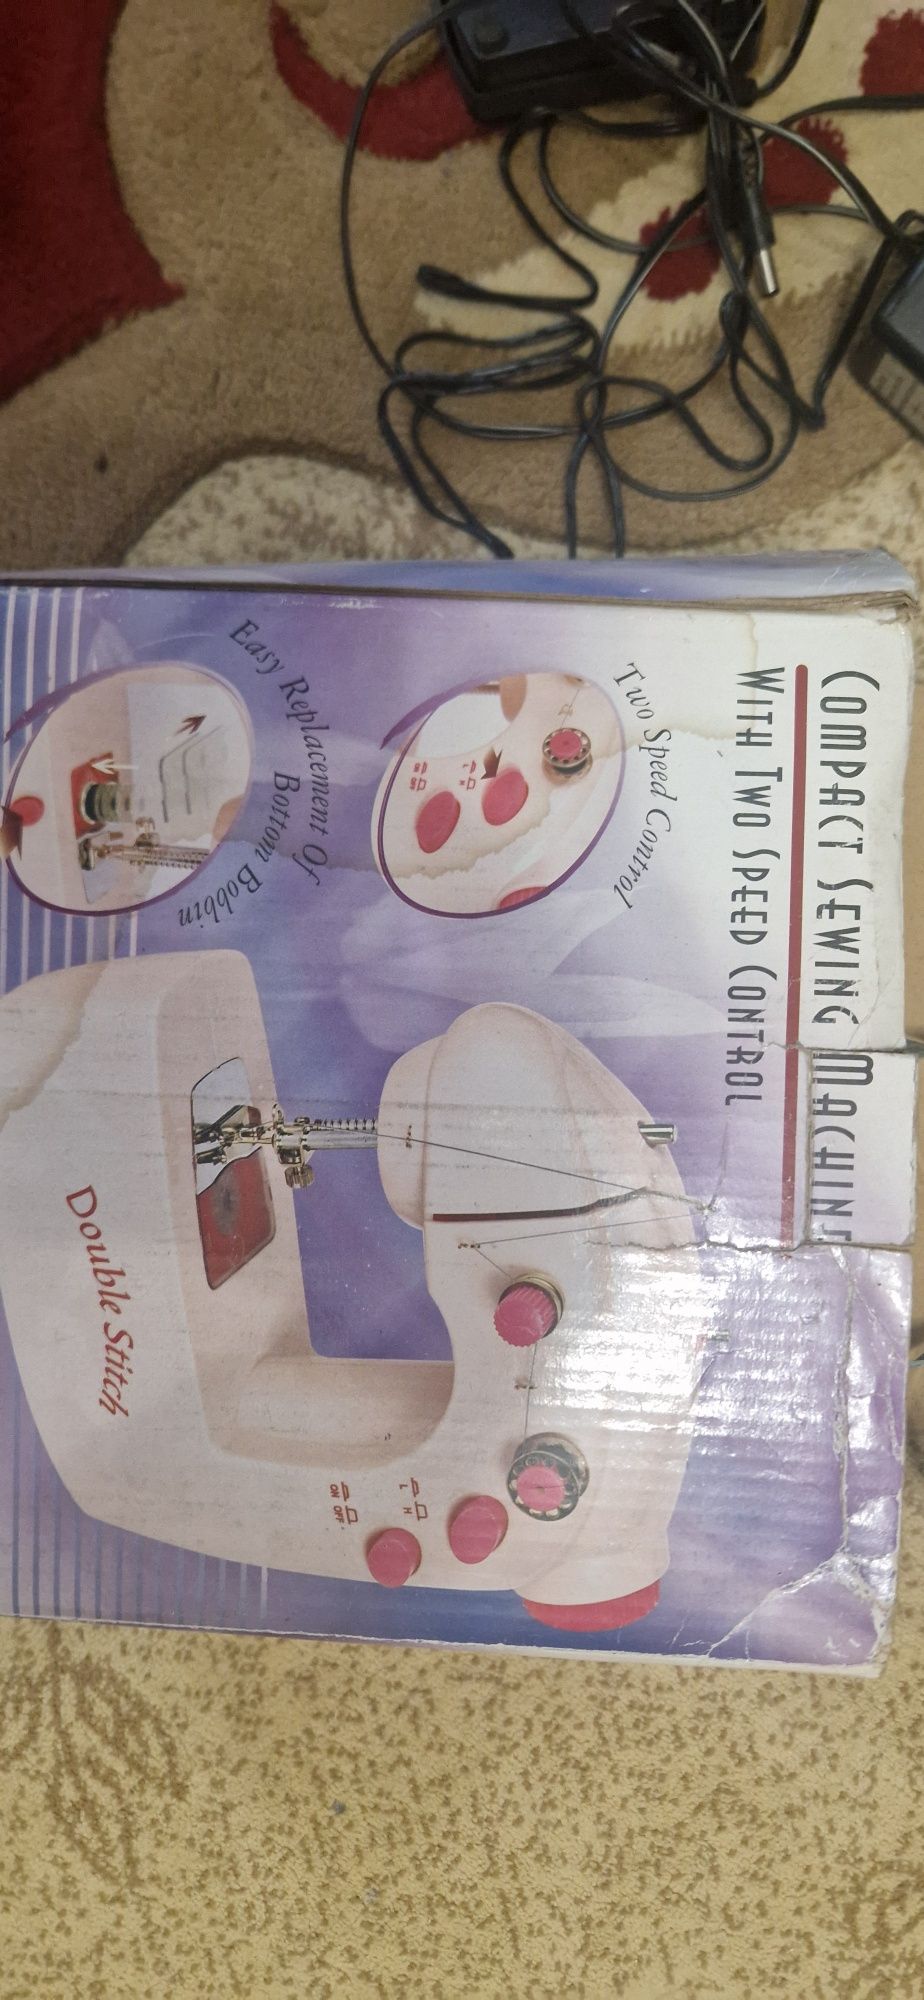 COMPACT SEWING MACHINE
WITH TWO SPEED CONTROL
Two Speed Control
L H
Easy Replacement Of
Bottom Bobbin
L H
ON OFF
Double Stitch